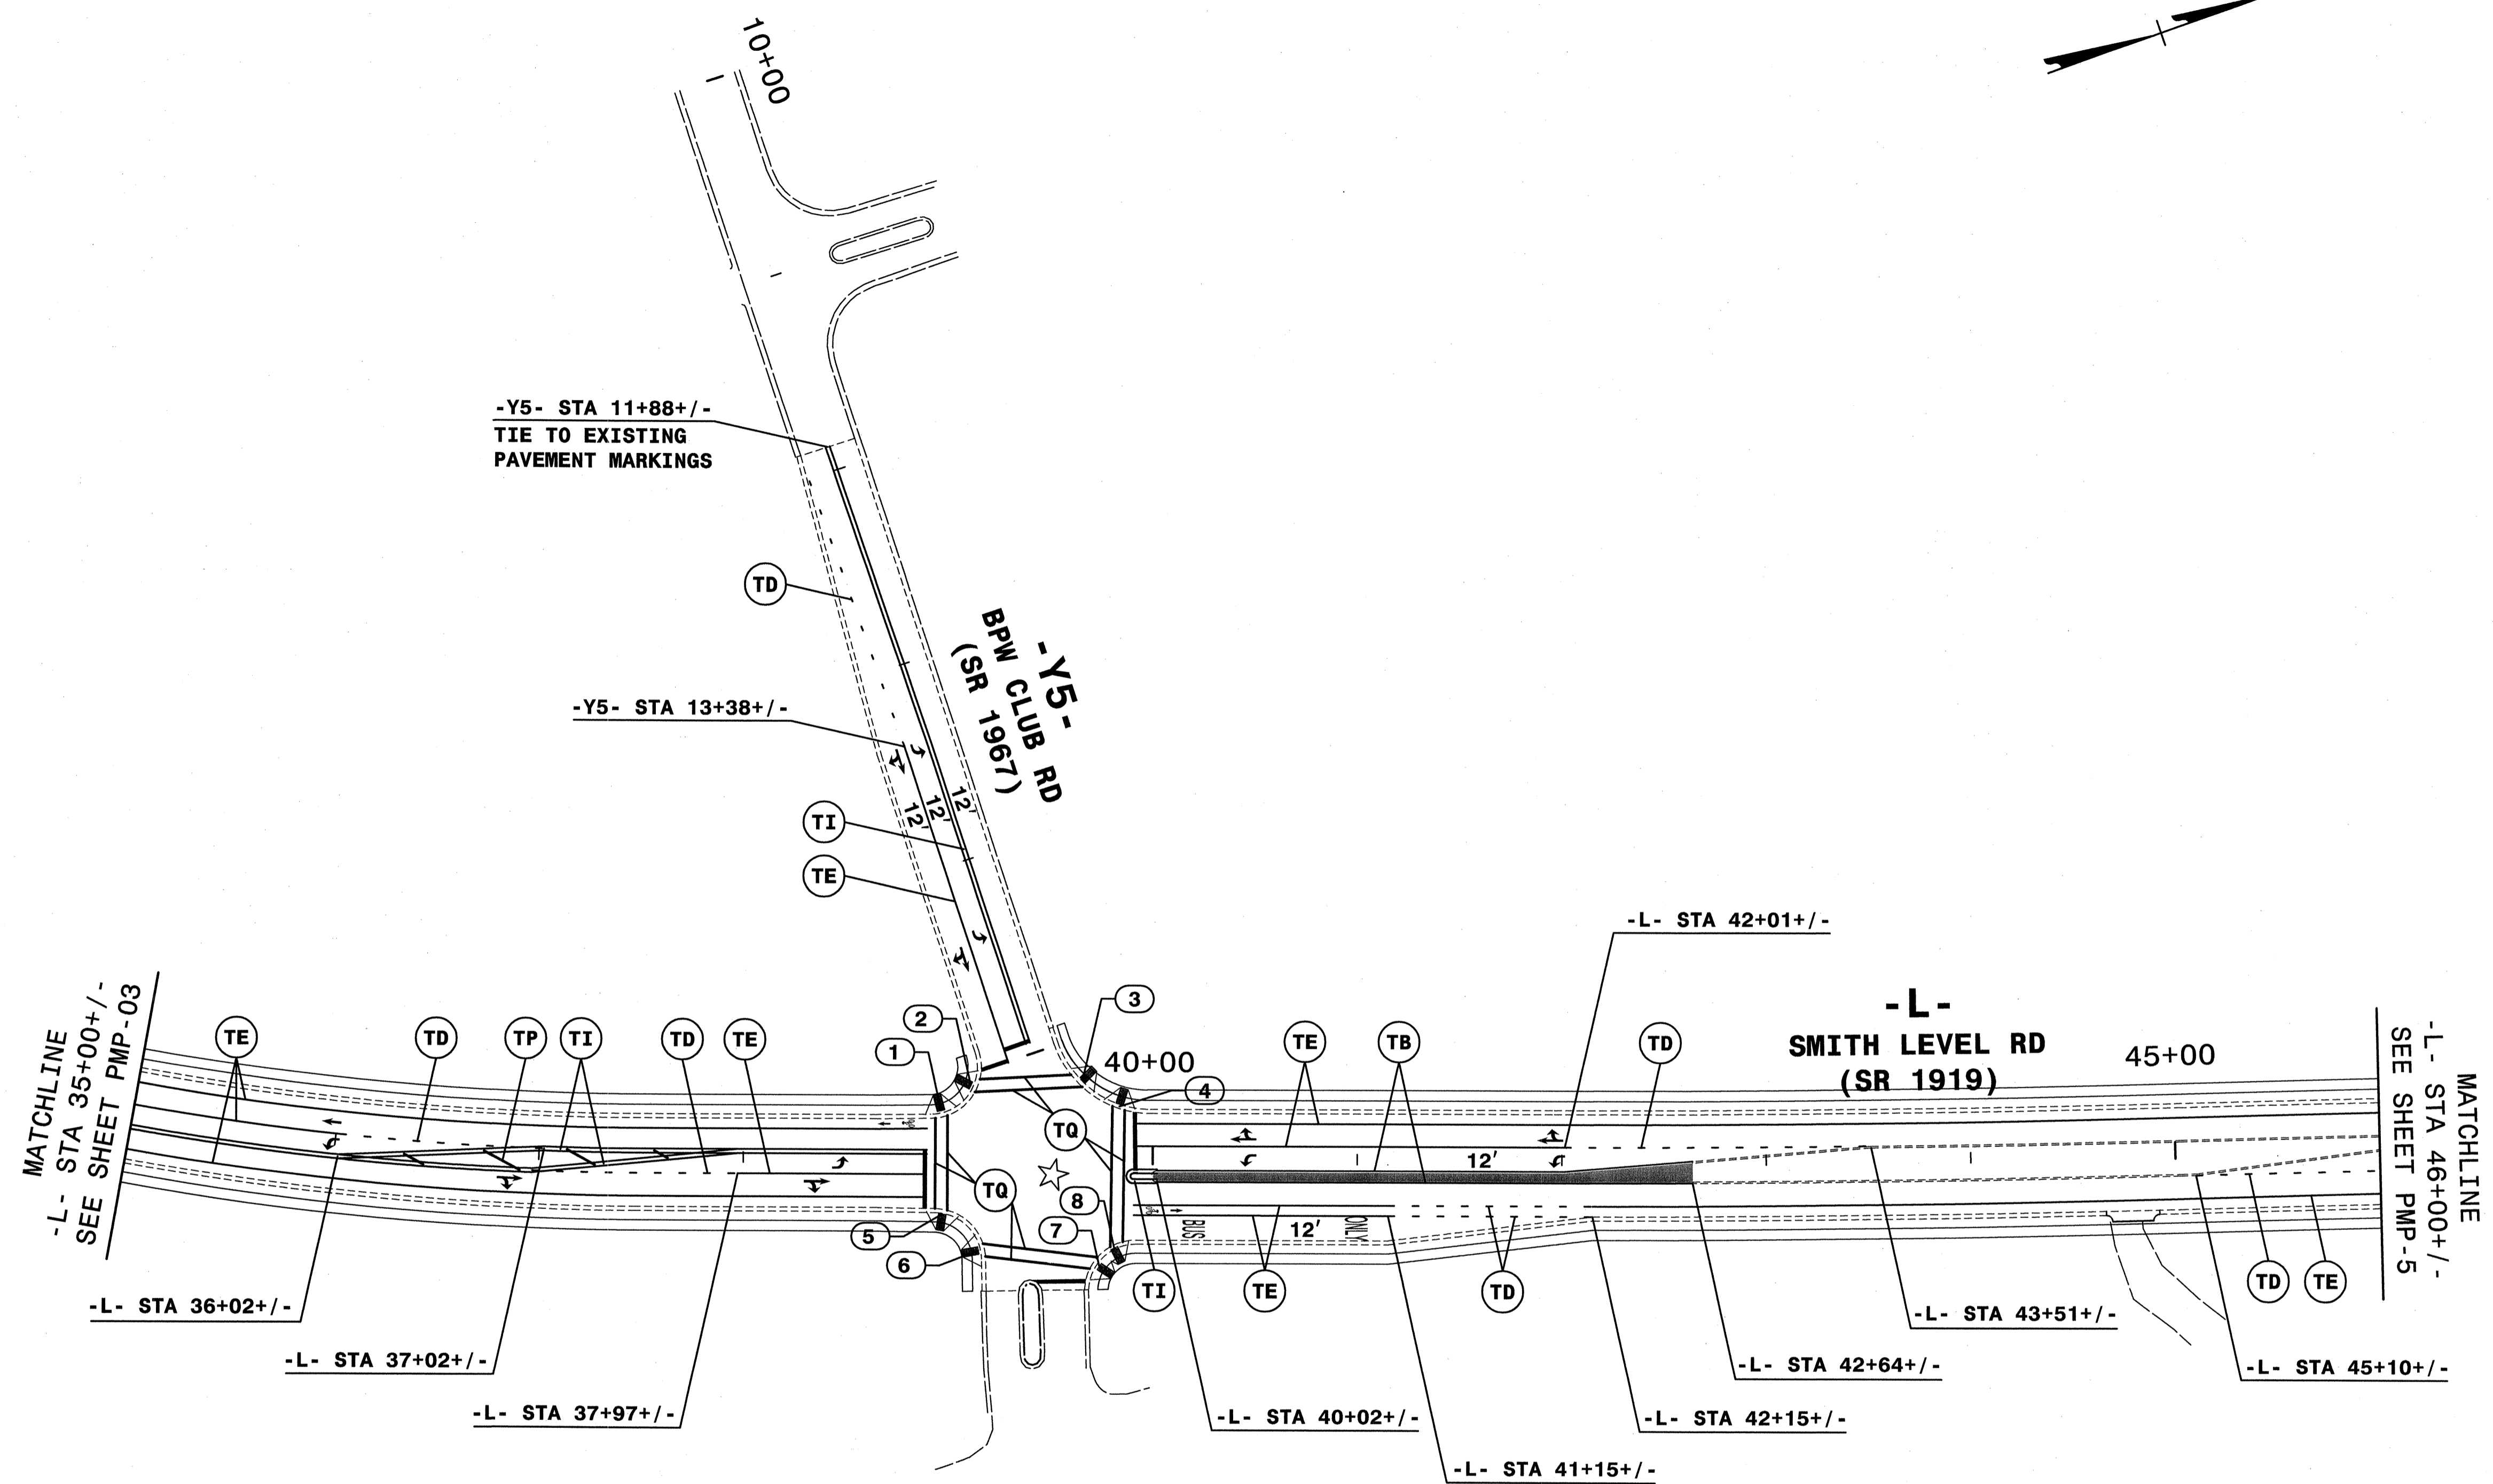 10+00
-Y5- STA 11+88+/-
TIE TO EXISTING
PAVEMENT MARKINGS
TD
-Y5-
BPW CLUB RD
(SR 1967)
-Y5- STA 13+38+/-
12'
12'
12'
TI
TE
-L- STA 42+01+/-
MATCHLINE
-L- STA 35+00+/-
SEE SHEET PMP-03
TE
TD
TP
TI
TD
TE
1
2
3
4
40+00
TE
TB
TD
-L-
SMITH LEVEL RD
(SR 1919)
45+00
MATCHLINE
-L- STA 46+00+/-
SEE SHEET PMP-5
TQ
TQ
12'
5
6
7
8
BUS
12'
ONLY
TI
TE
TD
TD
TE
-L- STA 36+02+/-
-L- STA 37+02+/-
-L- STA 37+97+/-
-L- STA 40+02+/-
-L- STA 41+15+/-
-L- STA 42+15+/-
-L- STA 42+64+/-
-L- STA 43+51+/-
-L- STA 45+10+/-